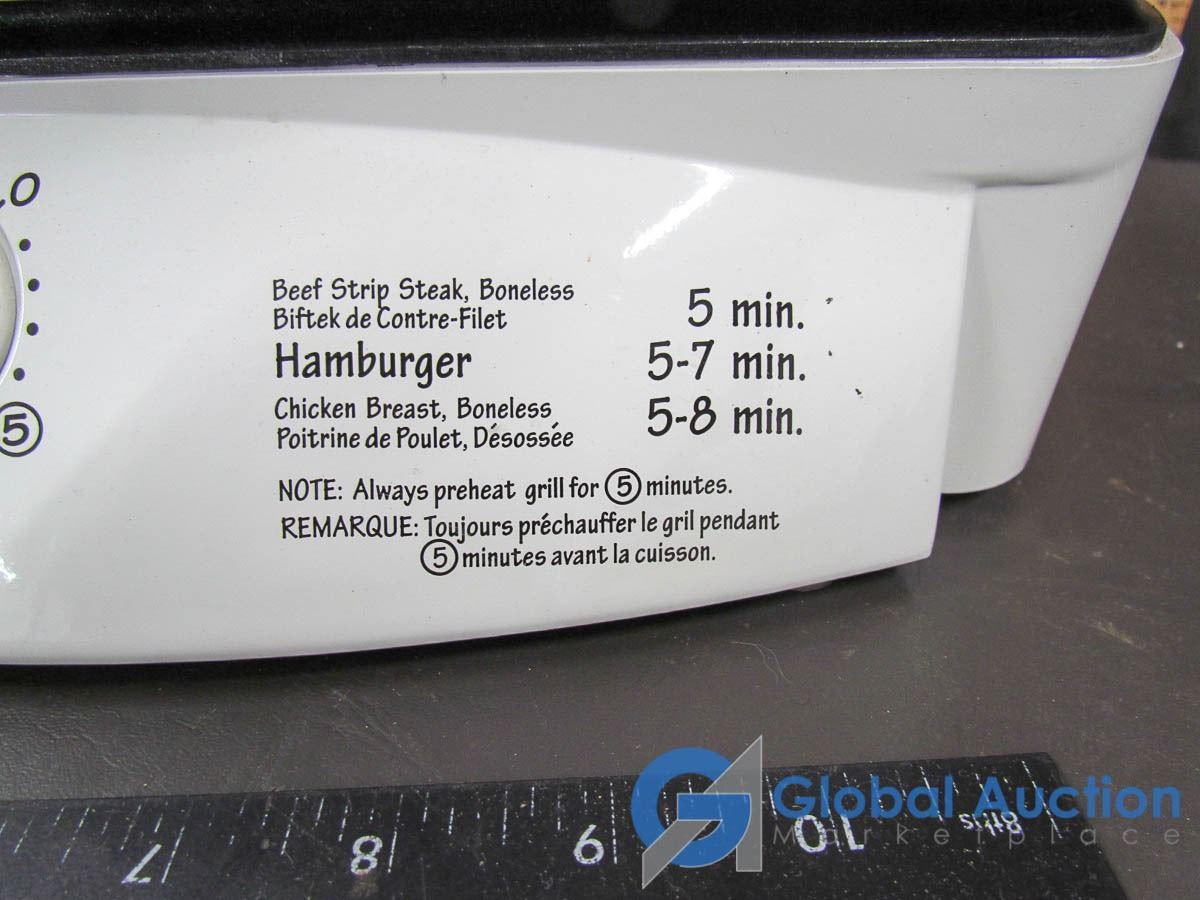 0
5
Beef Strip Steak, Boneless
Biftek de Contre-Filet
5 min.
Hamburger
5-7 min.
Chicken Breast, Boneless
Poitrine de Poulet, Désossée
5-8 min.
NOTE: Always preheat grill for 5 minutes.
REMARQUE: Toujours préchauffer le gril pendant
5 minutes avant la cuisson.
7 8 9 10 8ths
Global Auction
Marketplace